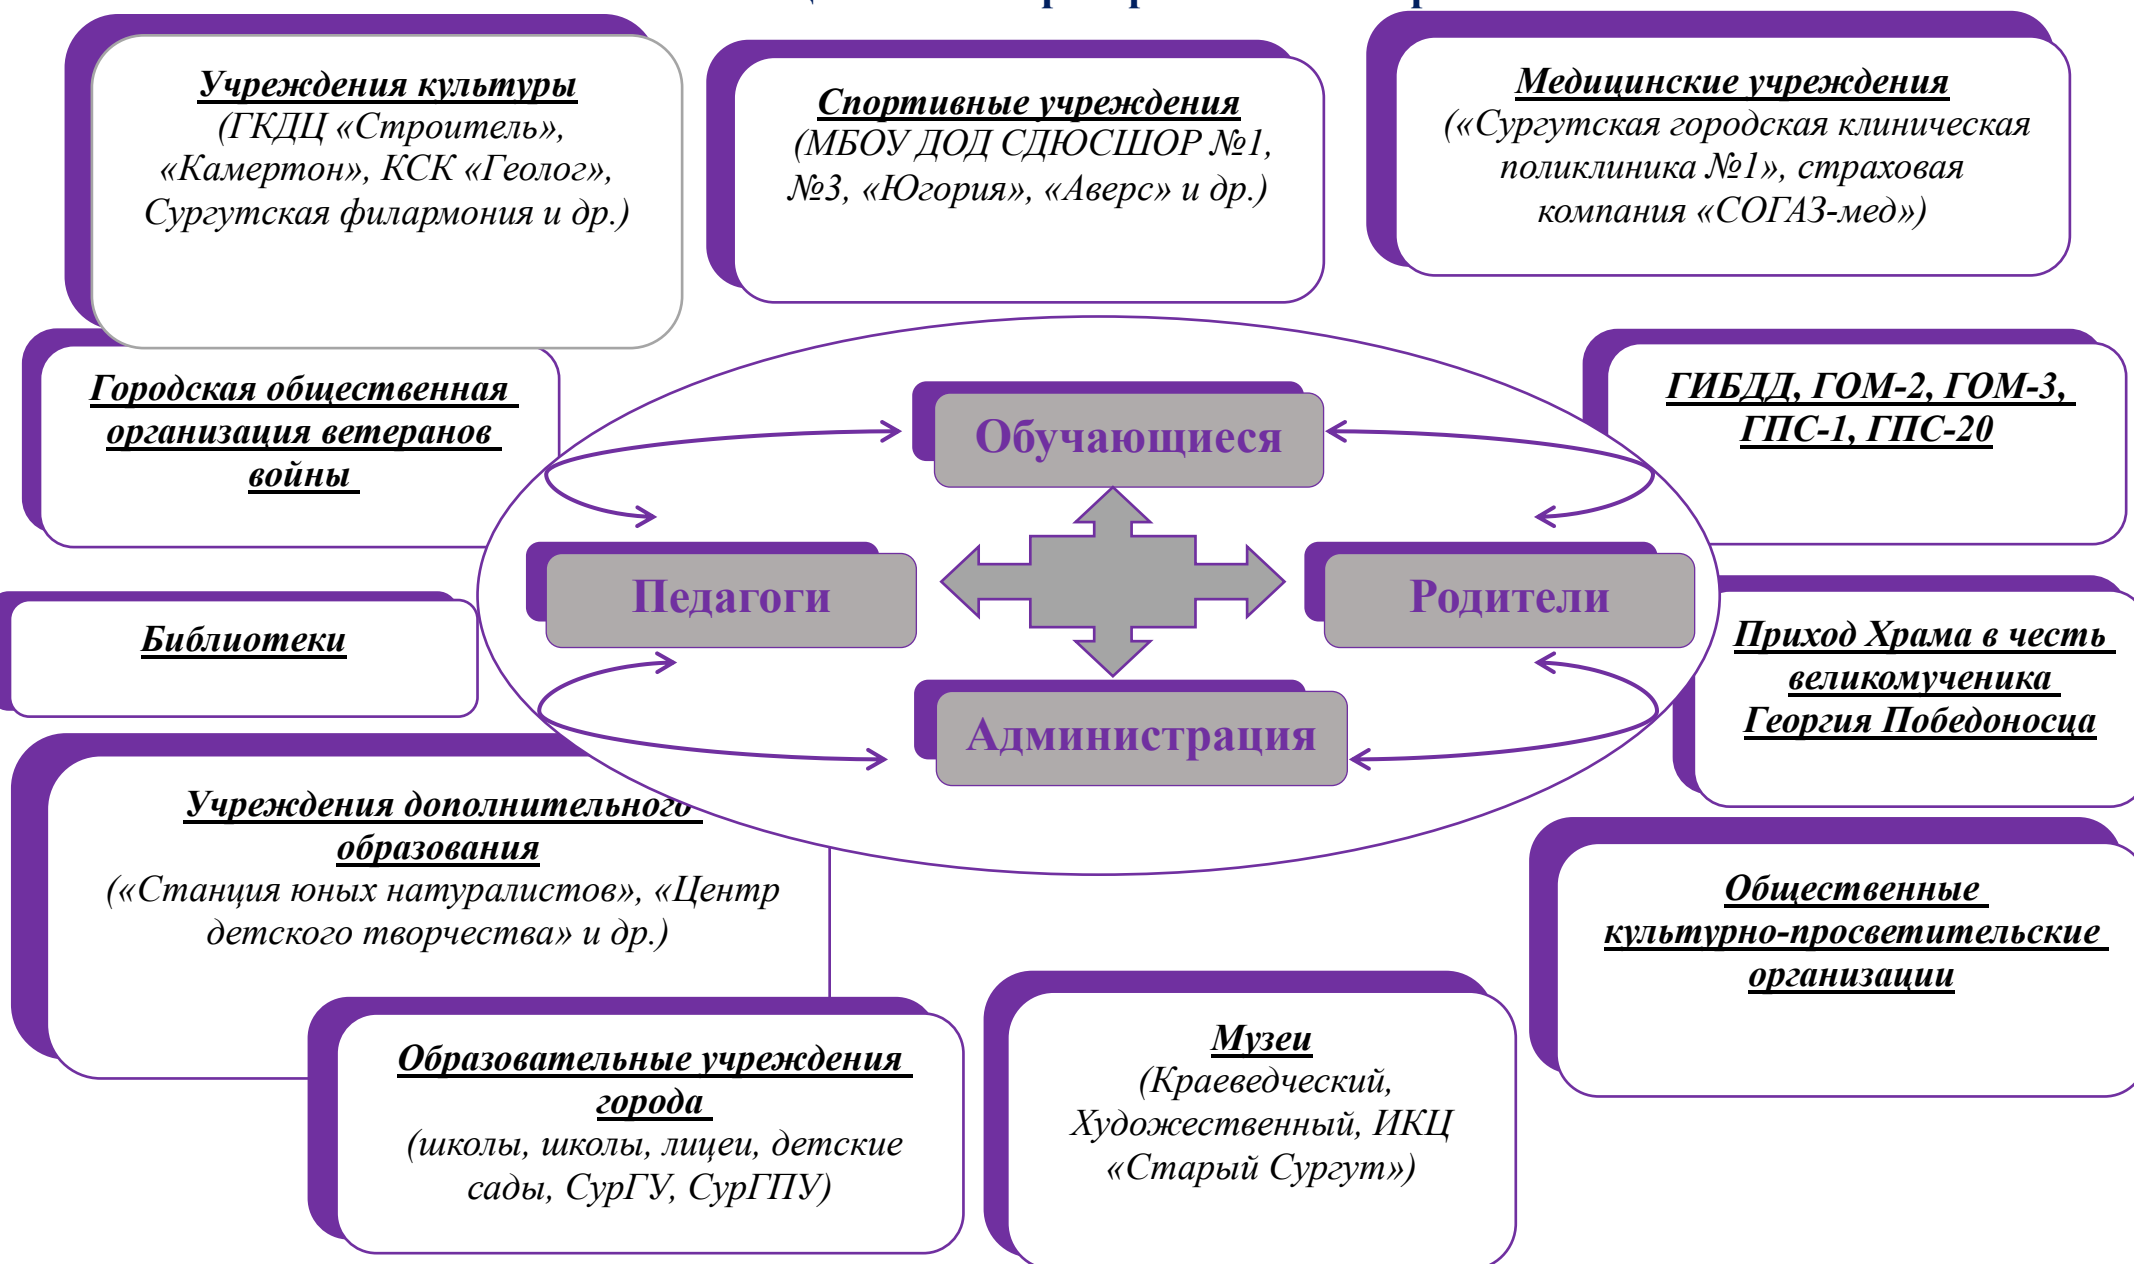 Учреждения культуры
(ГКДЦ «Строитель»,
«Камертон», КСК «Геолог»,
Сургутская филармония и др.)
Спортивные учреждения
(МБОУ ДОД СДЮСШОР №1,
№3, «Югория», «Аверс» и др.)
Медицинские учреждения
(«Сургутская городская клиническая
поликлиника №1», страховая
компания «СОГАЗ-мед»)
Городская общественная
организация ветеранов
войны
ГИБДД, ГОМ-2, ГОМ-3,
ГПС-1, ГПС-20
Обучающиеся
Педагоги
Родители
Администрация
Библиотеки
Приход Храма в честь
великомученика
Георгия Победоносца
Учреждения дополнительного
образования
(«Станция юных натуралистов», «Центр
детского творчества» и др.)
Общественные
культурно-просветительские
организации
Образовательные учреждения
города
(школы, школы, лицеи, детские
сады, СурГУ, СурГПУ)
Музеи
(Краеведческий,
Художественный, ИКЦ
«Старый Сургут»)